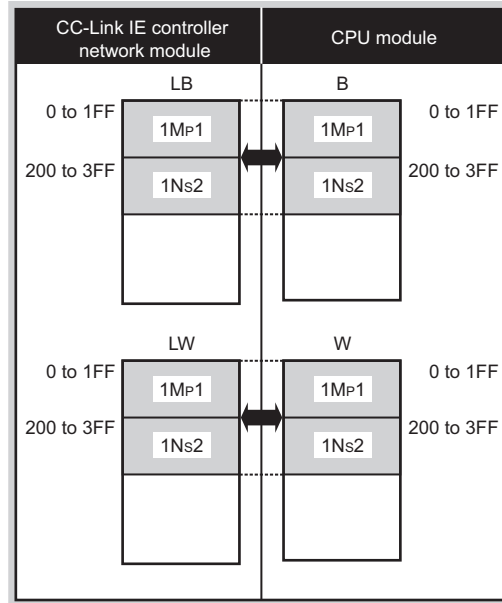 CC-Link IE controller
network module
CPU module
LB
B
0 to 1FF
1MP1
1MP1
0 to 1FF
200 to 3FF
1NS2
1NS2
200 to 3FF
LW
W
0 to 1FF
1MP1
1MP1
0 to 1FF
200 to 3FF
1NS2
1NS2
200 to 3FF